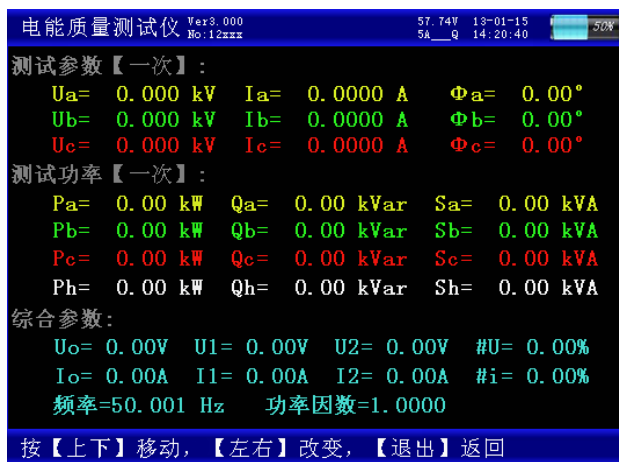 电能质量测试仪 Ver3.000 57.74V 13-01-15 50%
No:12xxx 5A__Q 14:20:40
测试参数【一次】:
Ua= 0.000 kV Ia= 0.0000 A Φa= 0.00°
Ub= 0.000 kV Ib= 0.0000 A Φb= 0.00°
Uc= 0.000 kV Ic= 0.0000 A Φc= 0.00°
测试功率【一次】:
Pa= 0.00 kW Qa= 0.00 kVar Sa= 0.00 kVA
Pb= 0.00 kW Qb= 0.00 kVar Sb= 0.00 kVA
Pc= 0.00 kW Qc= 0.00 kVar Sc= 0.00 kVA
Ph= 0.00 kW Qh= 0.00 kVar Sh= 0.00 kVA
综合参数:
Uo= 0.00V U1= 0.00V U2= 0.00V #U= 0.00%
Io= 0.00A I1= 0.00A I2= 0.00A #i= 0.00%
频率=50.001 Hz 功率因数=1.0000
按【上下】移动, 【左右】改变, 【退出】返回